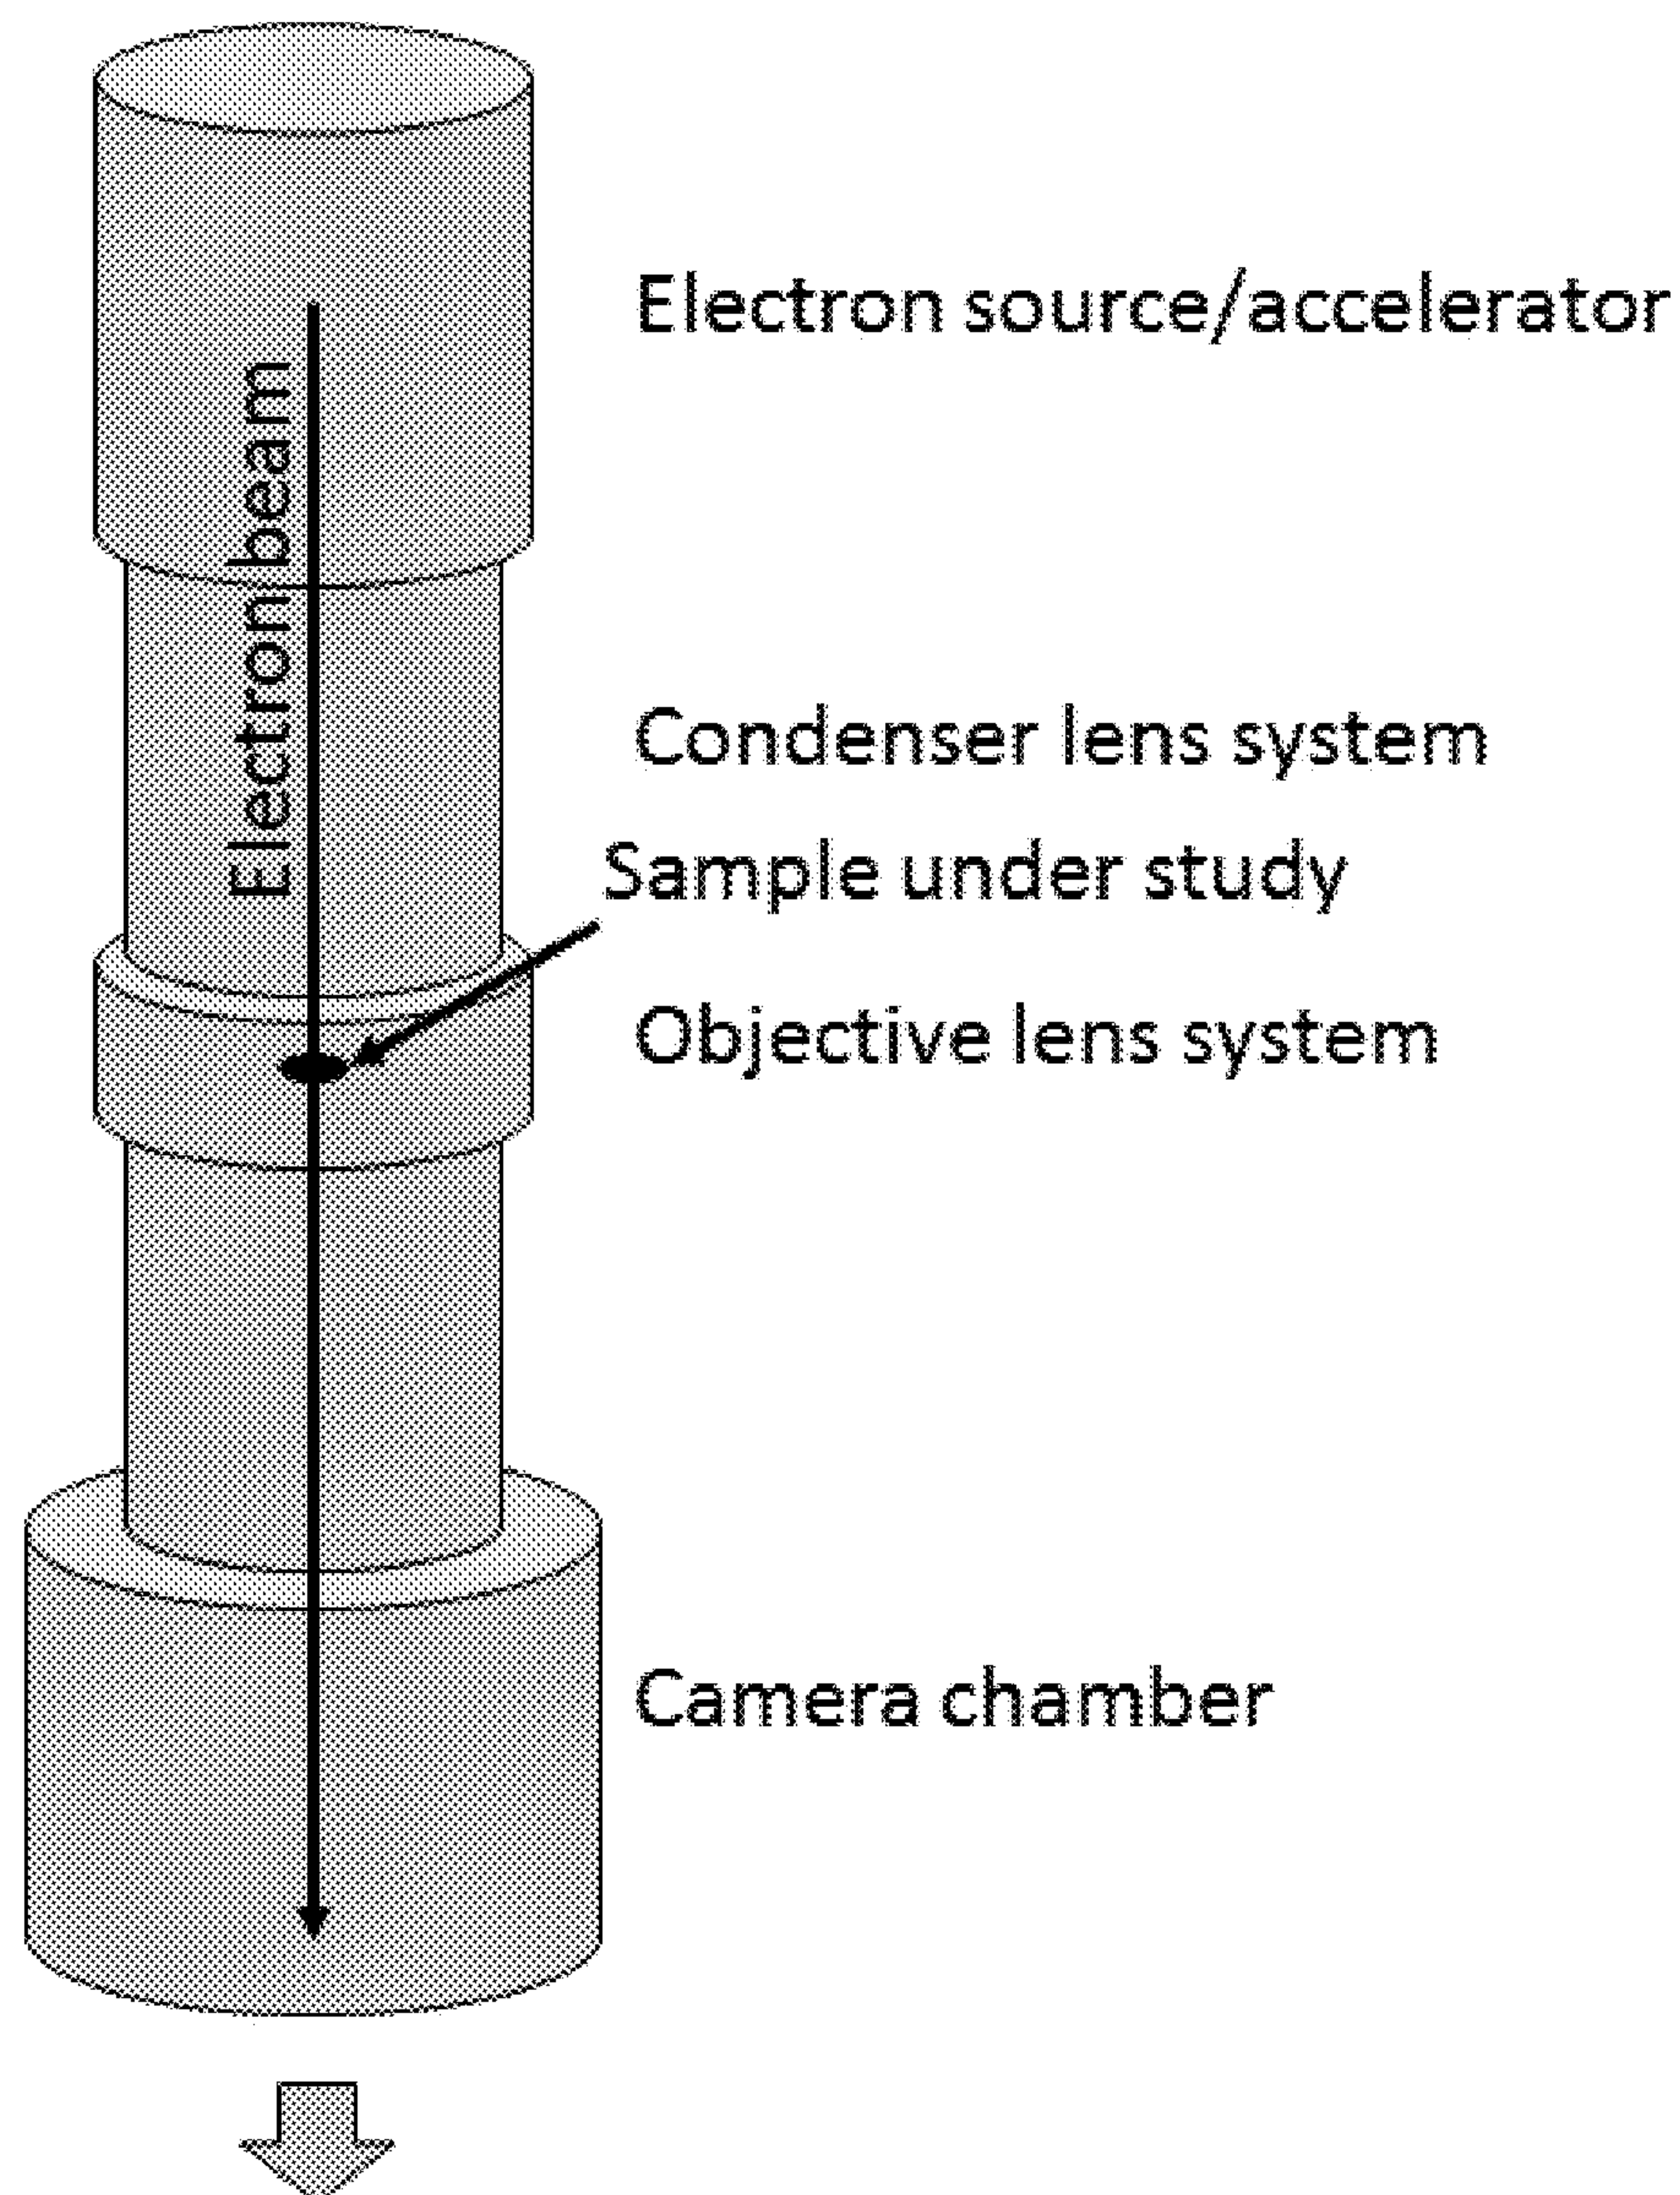 Electron source/accelerator
Electron beam
Condenser lens system
Sample under study
Objective lens system
Camera chamber